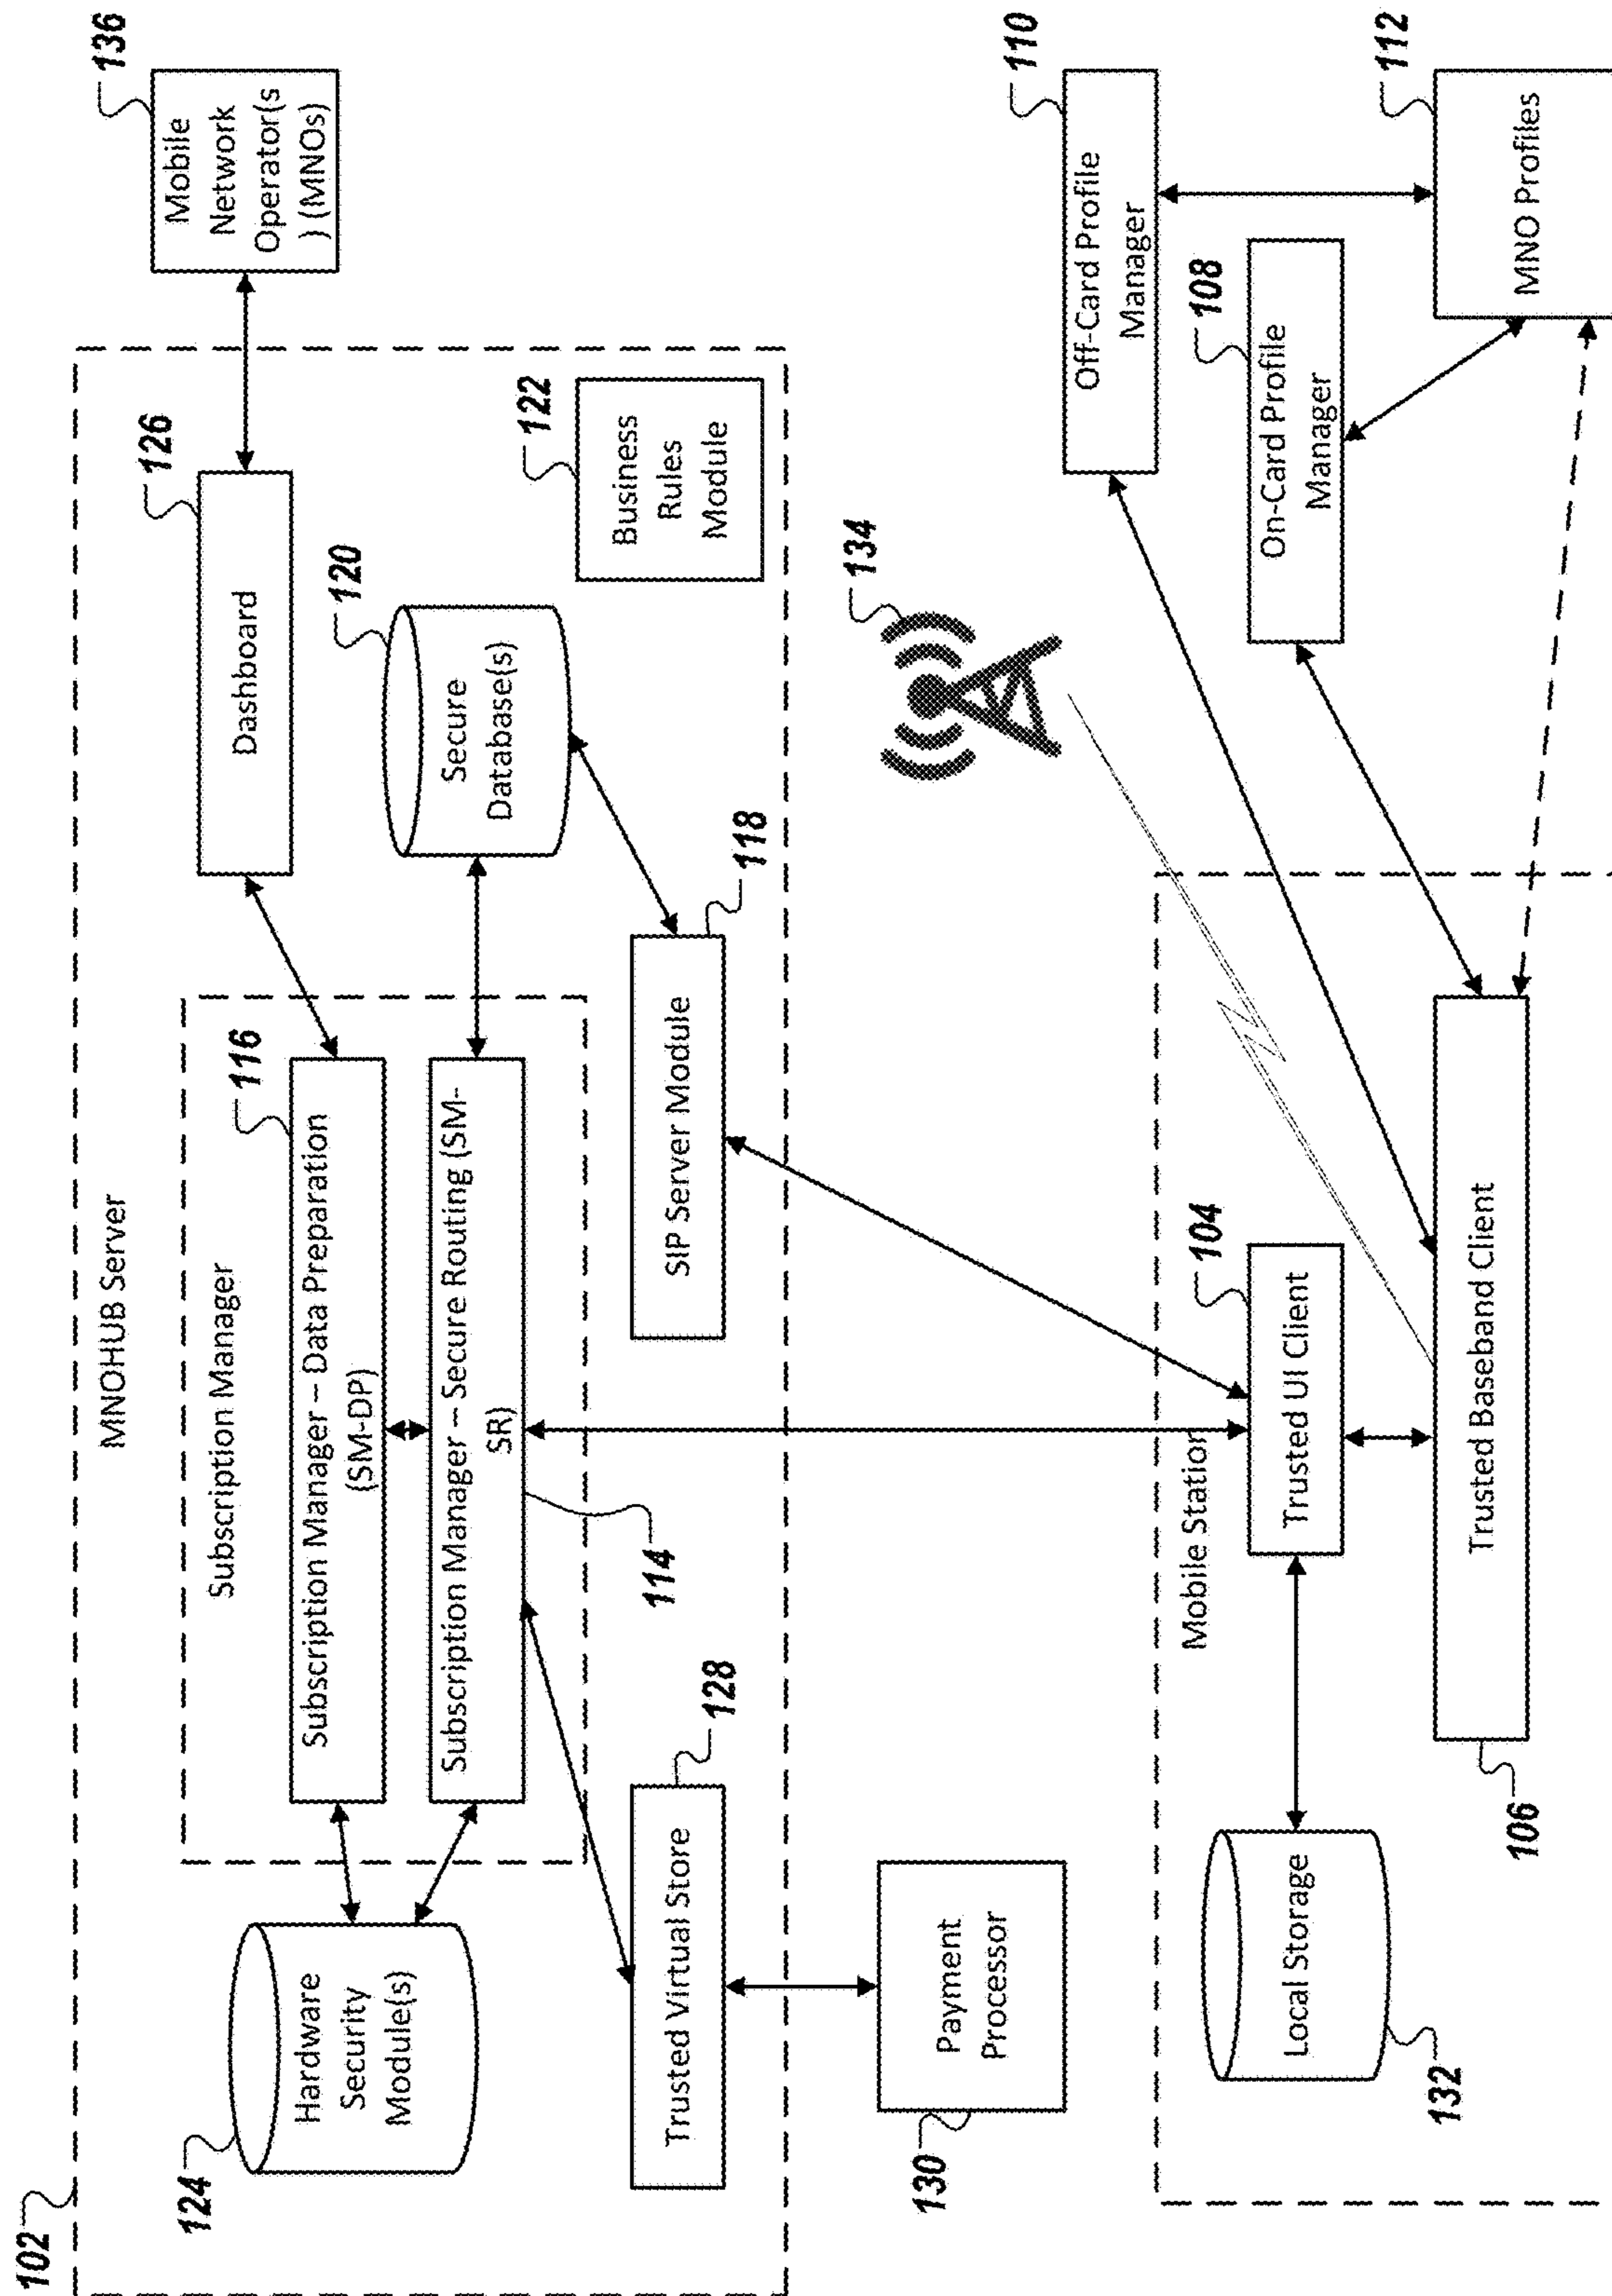 102
MNOHUB Server
136
Mobile
Network
Operator(s
) (MNOs)
126
Dashboard
124
Hardware
Security
Module(s)
Subscription Manager
116
Subscription Manager – Data Preparation
(SM-DP)
Subscription Manager – Secure Routing (SM-
SR)
114
120
Secure
Database(s)
122
Business
Rules
Module
128
Trusted Virtual Store
118
SIP Server Module
130
Payment
Processor
134
110
Off-Card Profile
Manager
Mobile Station
132
Local Storage
104
Trusted UI Client
108
On-Card Profile
Manager
106
Trusted Baseband Client
112
MNO Profiles